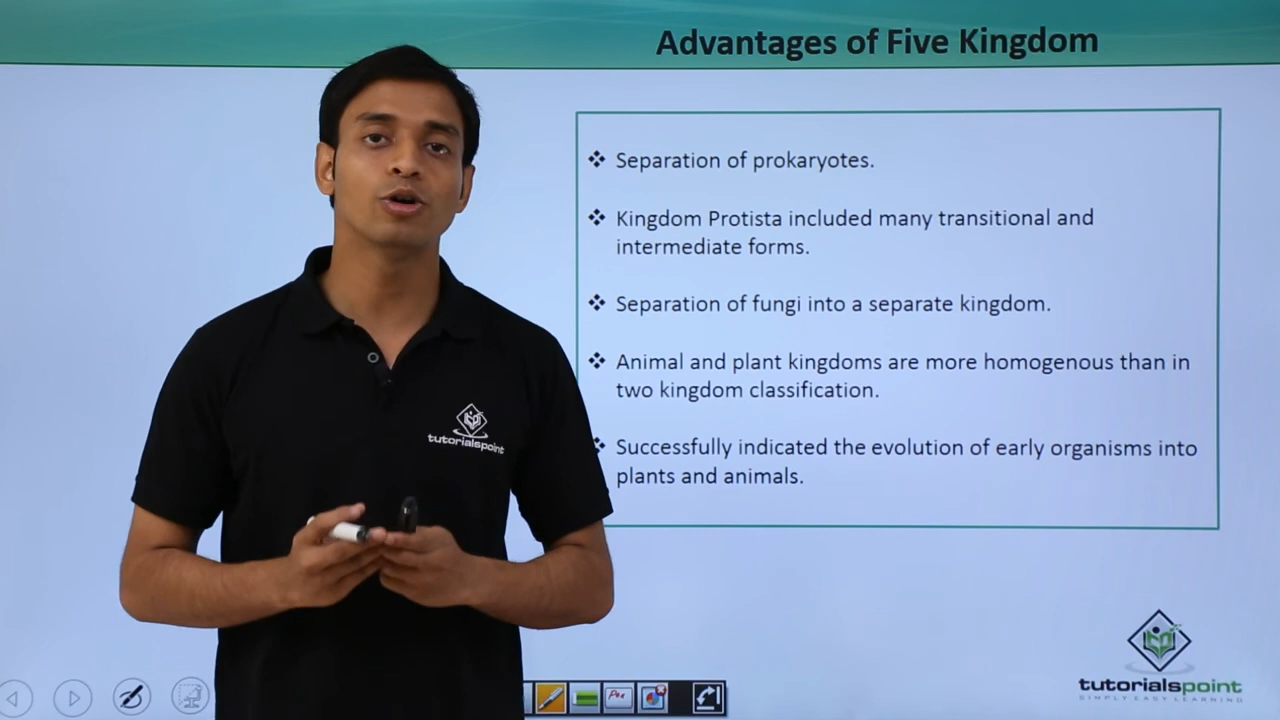 Advantages of Five Kingdom
❖ Separation of prokaryotes.
❖ Kingdom Protista included many transitional and
intermediate forms.
❖ Separation of fungi into a separate kingdom.
❖ Animal and plant kingdoms are more homogenous than in
two kingdom classification.
❖ Successfully indicated the evolution of early organisms into
plants and animals.
tutorialspoint
Pen
tutorialspoint
SIMPLY EASY LEARNING